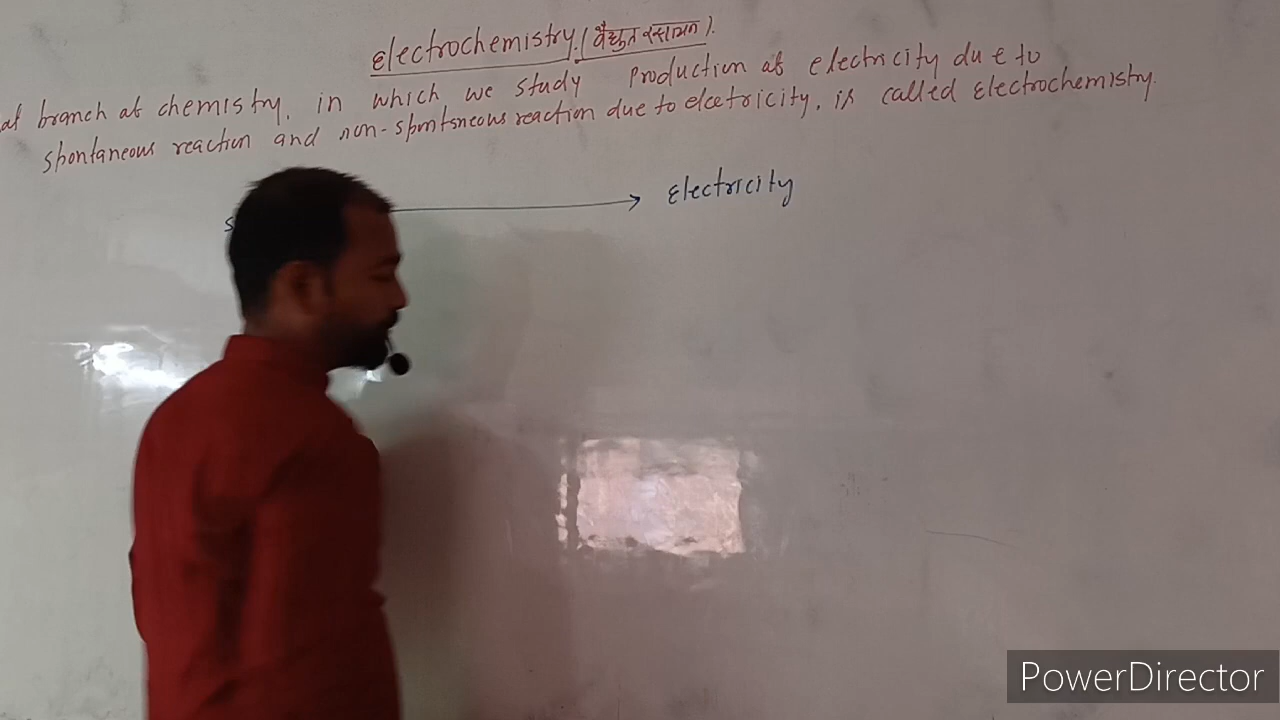 Electrochemistry. (वैद्युत रसायन).
at branch of chemistry, in which we study production of electricity due to
spontaneous reaction and non-spontaneous reaction due to electricity, is called Electrochemistry.
S → Electricity
PowerDirector